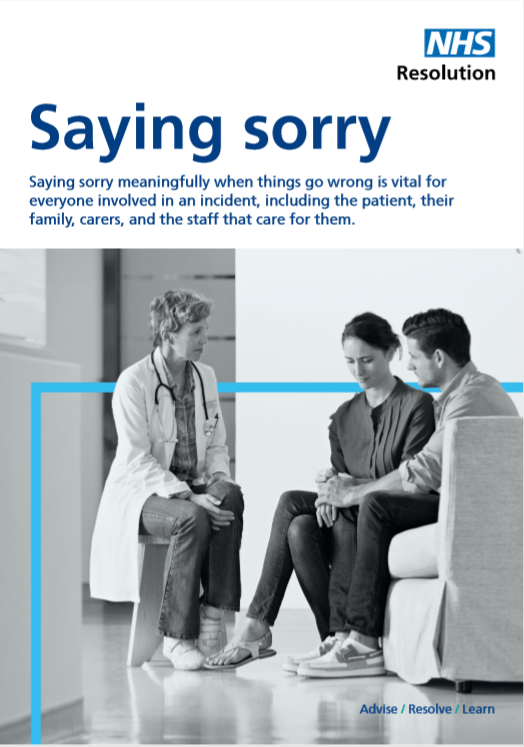 NHS
Resolution
Saying sorry
Saying sorry meaningfully when things go wrong is vital for
everyone involved in an incident, including the patient, their
family, carers, and the staff that care for them.
Advise / Resolve / Learn